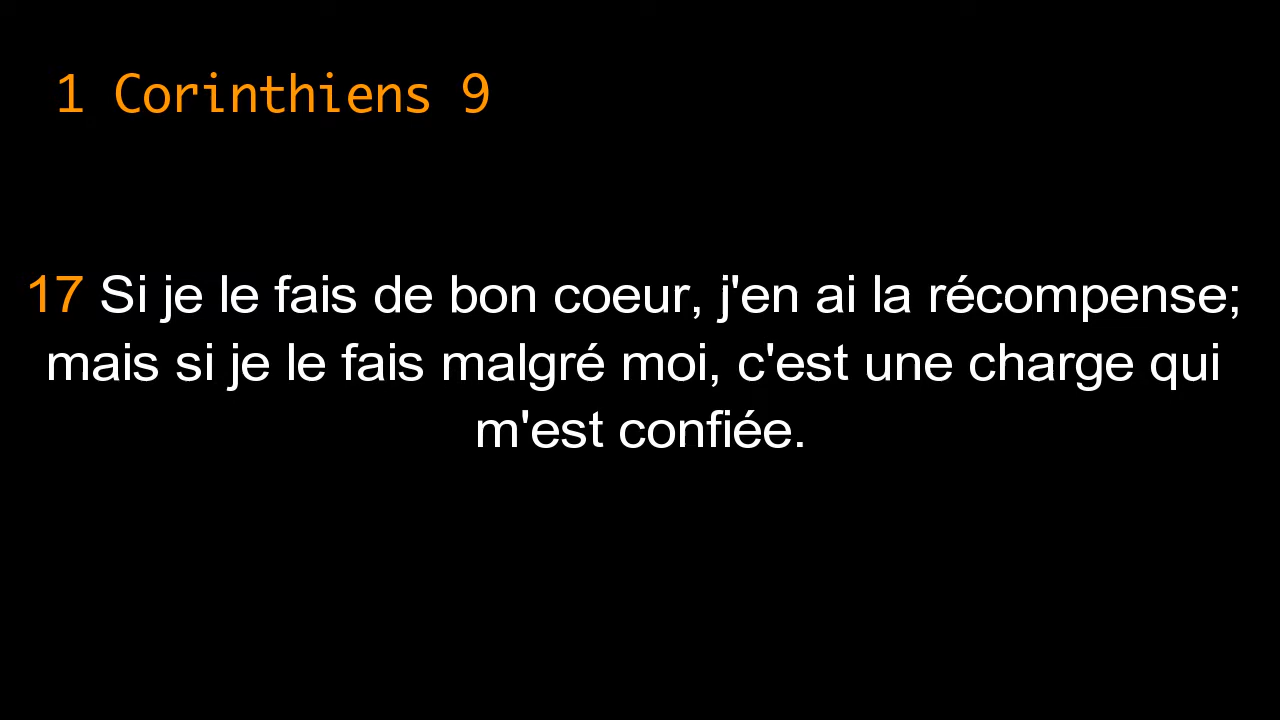 1 Corinthiens 9
17 Si je le fais de bon coeur, j'en ai la récompense;
mais si je le fais malgré moi, c'est une charge qui
m'est confiée.